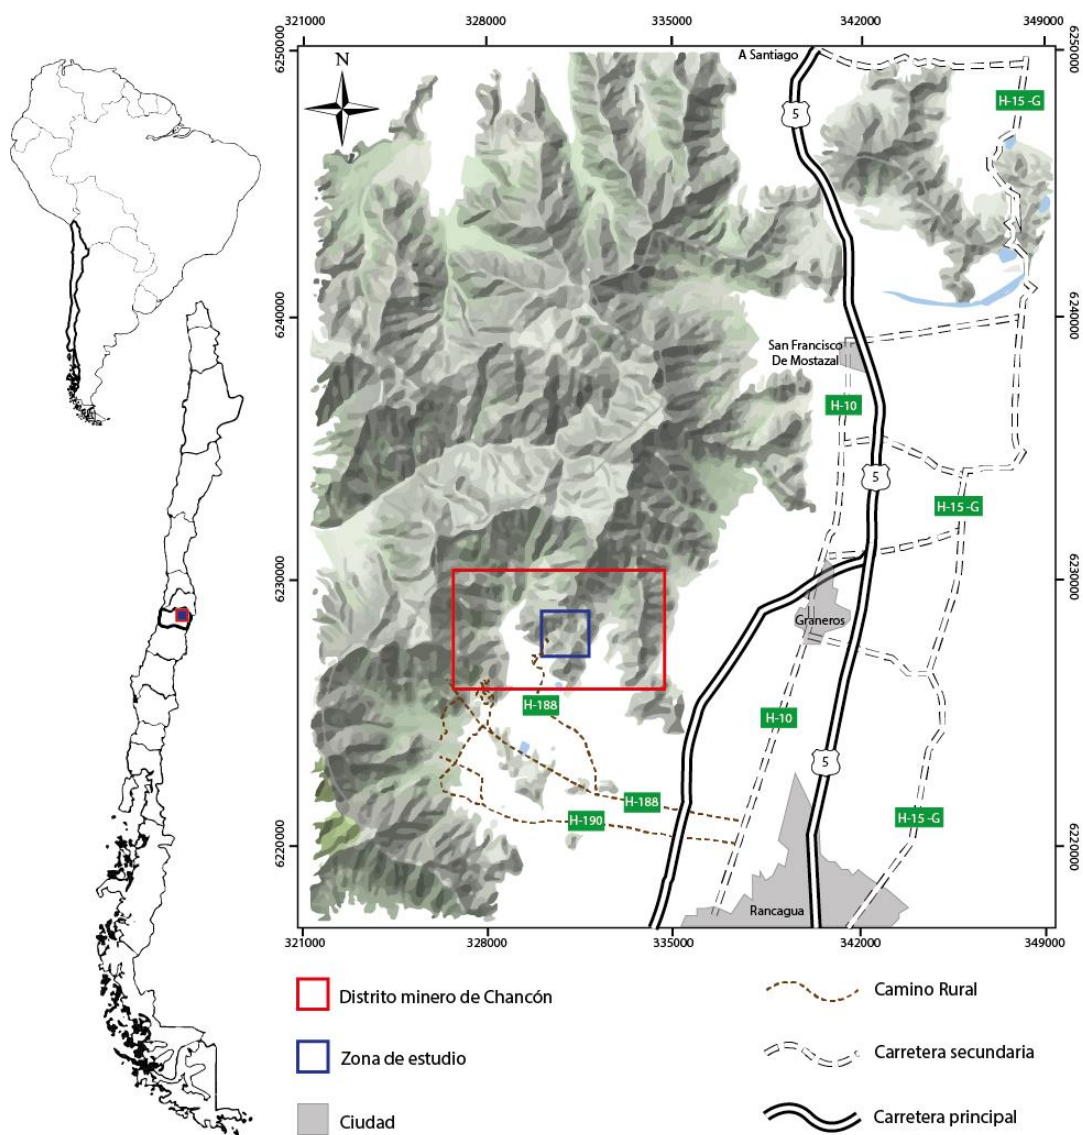 321000 328000 335000 342000 349000
6250000
6250000
N
A Santiago
5
H-15 -G
6240000
6240000
San Francisco
De Mostazal
H-10
5
H-15 -G
6230000
6230000
Graneros
H-188
H-10
5
H-188
H-190
H-15 -G
6220000
6220000
Rancagua
321000 328000 335000 342000 349000
Distrito minero de Chancón
Zona de estudio
Ciudad
Camino Rural
Carretera secundaria
Carretera principal